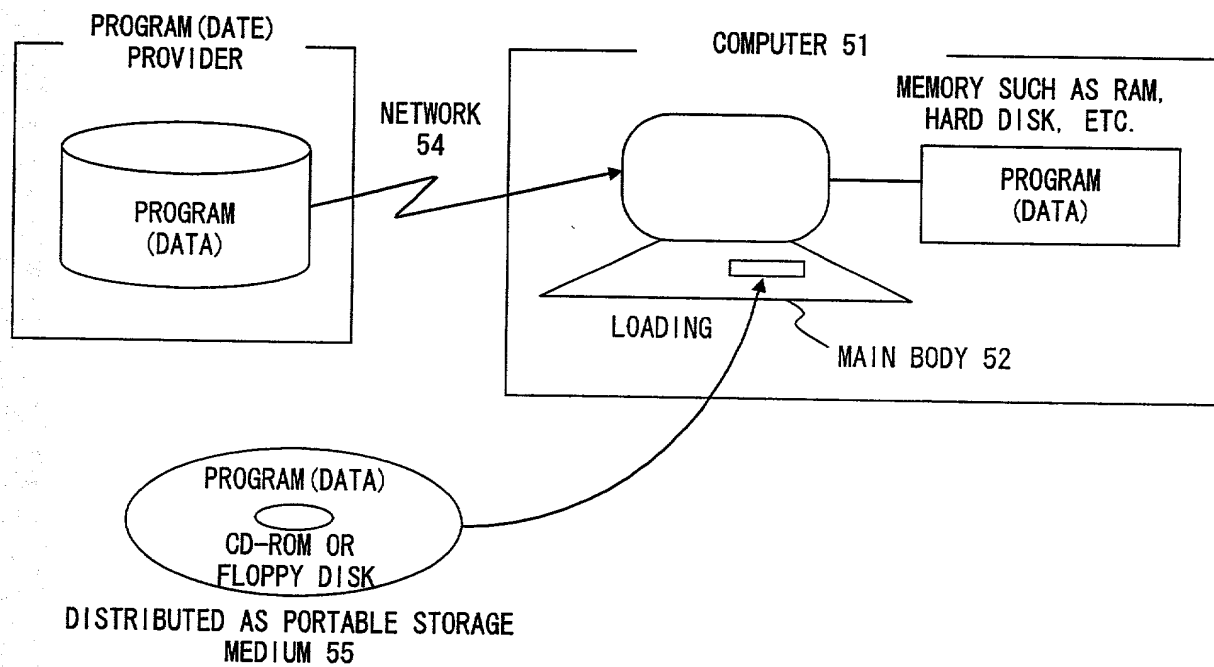 PROGRAM(DATE)
PROVIDER
PROGRAM
(DATA)
NETWORK
54
COMPUTER 51
MEMORY SUCH AS RAM,
HARD DISK, ETC.
PROGRAM
(DATA)
LOADING
MAIN BODY 52
PROGRAM(DATA)
CD-ROM OR
FLOPPY DISK
DISTRIBUTED AS PORTABLE STORAGE
MEDIUM 55